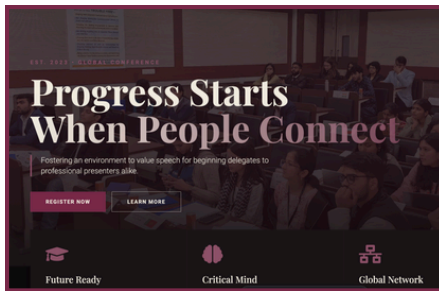 GLOBAL CONFERENCE
Progress Starts
When People Connect
Fostering an environment to value speech for beginning delegates to
professional presenters alike.
REGISTER NOW
LEARN MORE
Future Ready
Critical Mind
Global Network